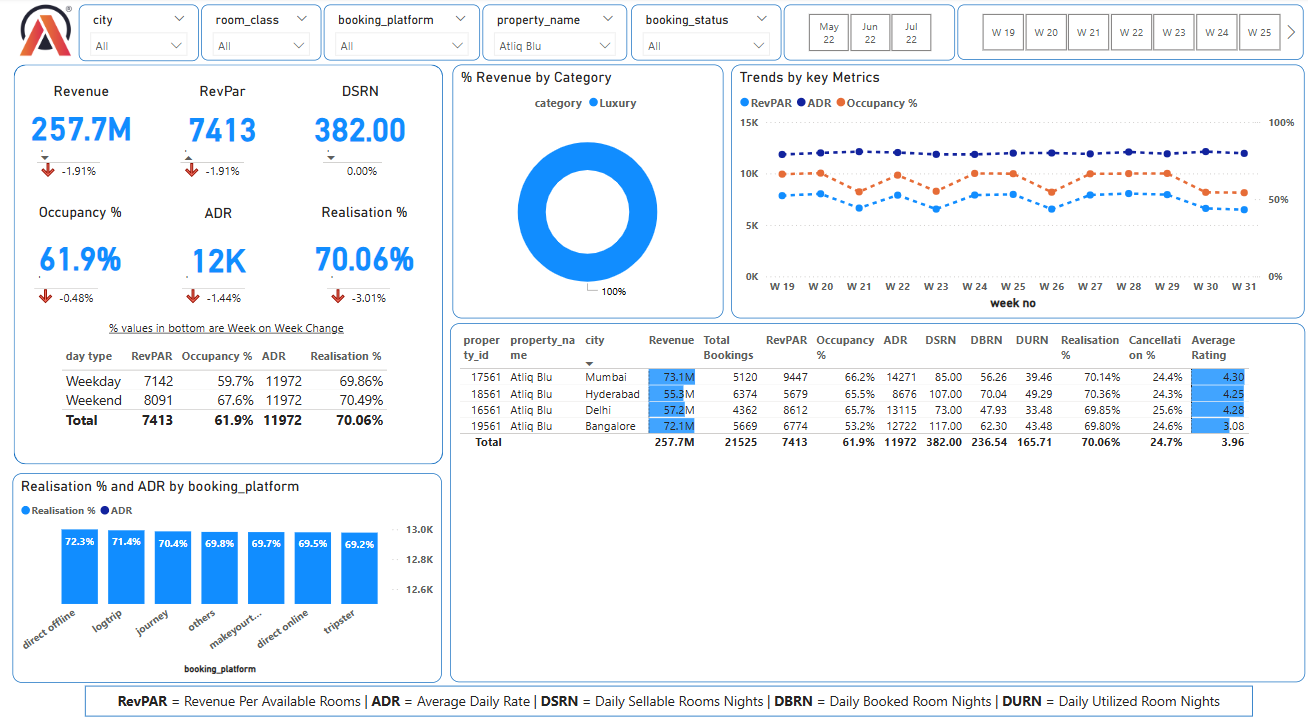 city
All
room_class
All
booking_platform
All
property_name
Atliq Blu
booking_status
All
May 22
Jun 22
Jul 22
W 19
W 20
W 21
W 22
W 23
W 24
W 25
Revenue
257.7M
-1.91%
RevPar
7413
-1.91%
DSRN
382.00
0.00%
Occupancy %
61.9%
-0.48%
ADR
12K
-1.44%
Realisation %
70.06%
-3.01%
% values in bottom are Week on Week Change
day type RevPAR Occupancy % ADR Realisation %
Weekday 7142 59.7% 11972 69.86%
Weekend 8091 67.6% 11972 70.49%
Total 7413 61.9% 11972 70.06%
% Revenue by Category
category Luxury
100%
Trends by key Metrics
RevPAR ADR Occupancy %
15K 100%
10K
50%
5K
0K 0%
W 19 W 20 W 21 W 22 W 23 W 24 W 25 W 26 W 27 W 28 W 29 W 30 W 31
week no
proper property_na city Revenue Total RevPAR Occupancy ADR DSRN DBRN DURN Realisation Cancellati Average
ty_id me Bookings % % on % Rating
17561 Atliq Blu Mumbai 73.1M 5120 9447 66.2% 14271 85.00 56.26 39.46 70.14% 24.4% 4.30
18561 Atliq Blu Hyderabad 55.3M 6374 5679 65.5% 8676 107.00 70.04 49.29 70.36% 24.3% 4.25
16561 Atliq Blu Delhi 57.2M 4362 8612 65.7% 13115 73.00 47.93 33.48 69.85% 25.6% 4.28
19561 Atliq Blu Bangalore 72.1M 5669 6774 53.2% 12722 117.00 62.30 43.48 69.80% 24.6% 3.08
Total 257.7M 21525 7413 61.9% 11972 382.00 236.54 165.71 70.06% 24.7% 3.96
Realisation % and ADR by booking_platform
Realisation % ADR
72.3% 71.4% 70.4% 69.8% 69.7% 69.5% 69.2%
13.0K
12.8K
12.6K
direct offline logtrip journey others makeyourt... direct online tripster
booking_platform
RevPAR = Revenue Per Available Rooms | ADR = Average Daily Rate | DSRN = Daily Sellable Rooms Nights | DBRN = Daily Booked Room Nights | DURN = Daily Utilized Room Nights